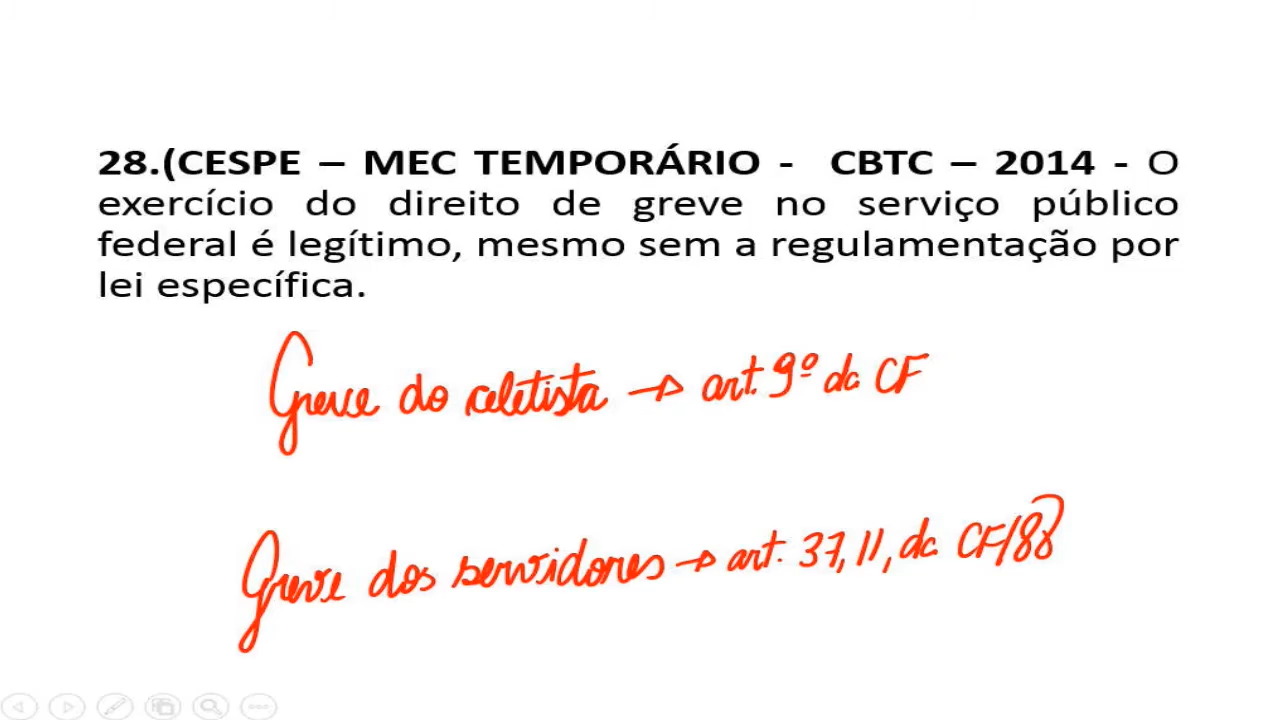 28.(CESPE – MEC TEMPORÁRIO - CBTC – 2014 - O
exercício do direito de greve no serviço público
federal é legítimo, mesmo sem a regulamentação por
lei específica.
Greve do celetista → art. 9º da CF
Greve dos servidores → art. 37, II, da CF/88